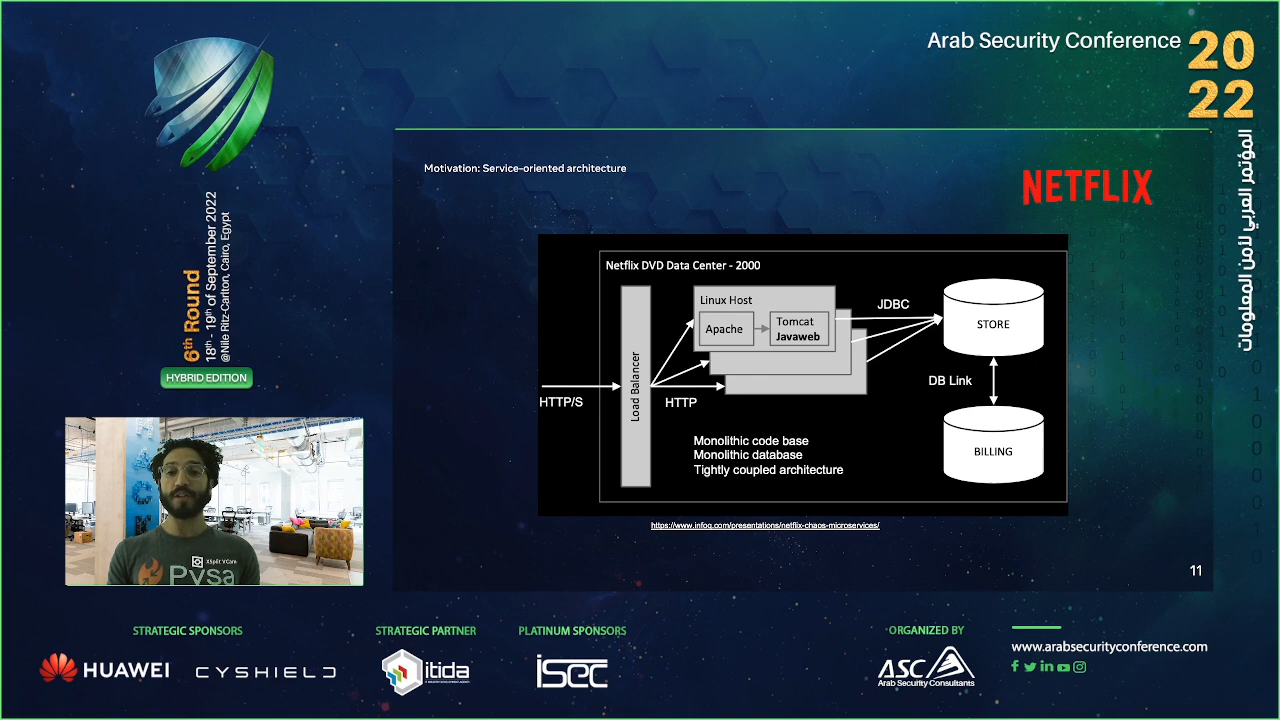 Arab Security Conference
20
22
المؤتمر العربي لأمن المعلومات
6th Round
18th - 19th of September 2022
@Nile Ritz-Carlton, Cairo, Egypt
HYBRID EDITION
Motivation: Service-oriented architecture
NETFLIX
Netflix DVD Data Center - 2000
Linux Host
Apache
Tomcat
Javaweb
JDBC
STORE
Load Balancer
HTTP/S
HTTP
DB Link
BILLING
Monolithic code base
Monolithic database
Tightly coupled architecture
https://www.infoq.com/presentations/netflix-chaos-microservices/
11
XSplit VCam
Pysa
STRATEGIC SPONSORS
HUAWEI
CYSHIELD
STRATEGIC PARTNER
itida
PLATINUM SPONSORS
isec
ORGANIZED BY
ASC
Arab Security Consultants
www.arabsecurityconference.com